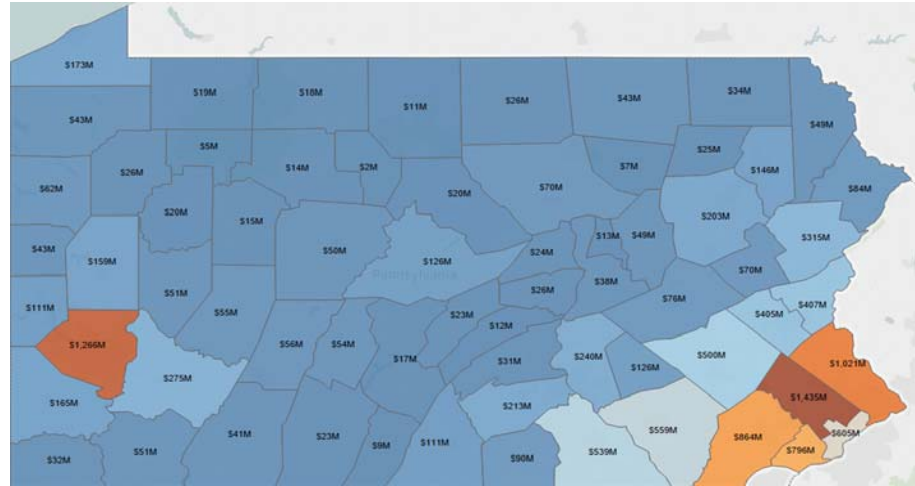 $173M
$19M
$18M
$11M
$26M
$43M
$34M
$49M
$43M
$5M
$26M
$14M
$2M
$7M
$25M
$146M
$62M
$20M
$15M
$20M
$70M
$203M
$84M
$43M
$159M
$50M
$126M
Pennsylvania
$24M
$13M
$49M
$315M
$70M
$111M
$51M
$55M
$23M
$26M
$38M
$76M
$405M
$407M
$1,266M
$56M
$54M
$17M
$12M
$31M
$240M
$126M
$500M
$1,021M
$165M
$275M
$213M
$1,435M
$32M
$51M
$41M
$23M
$9M
$111M
$90M
$539M
$559M
$864M
$796M
$605M